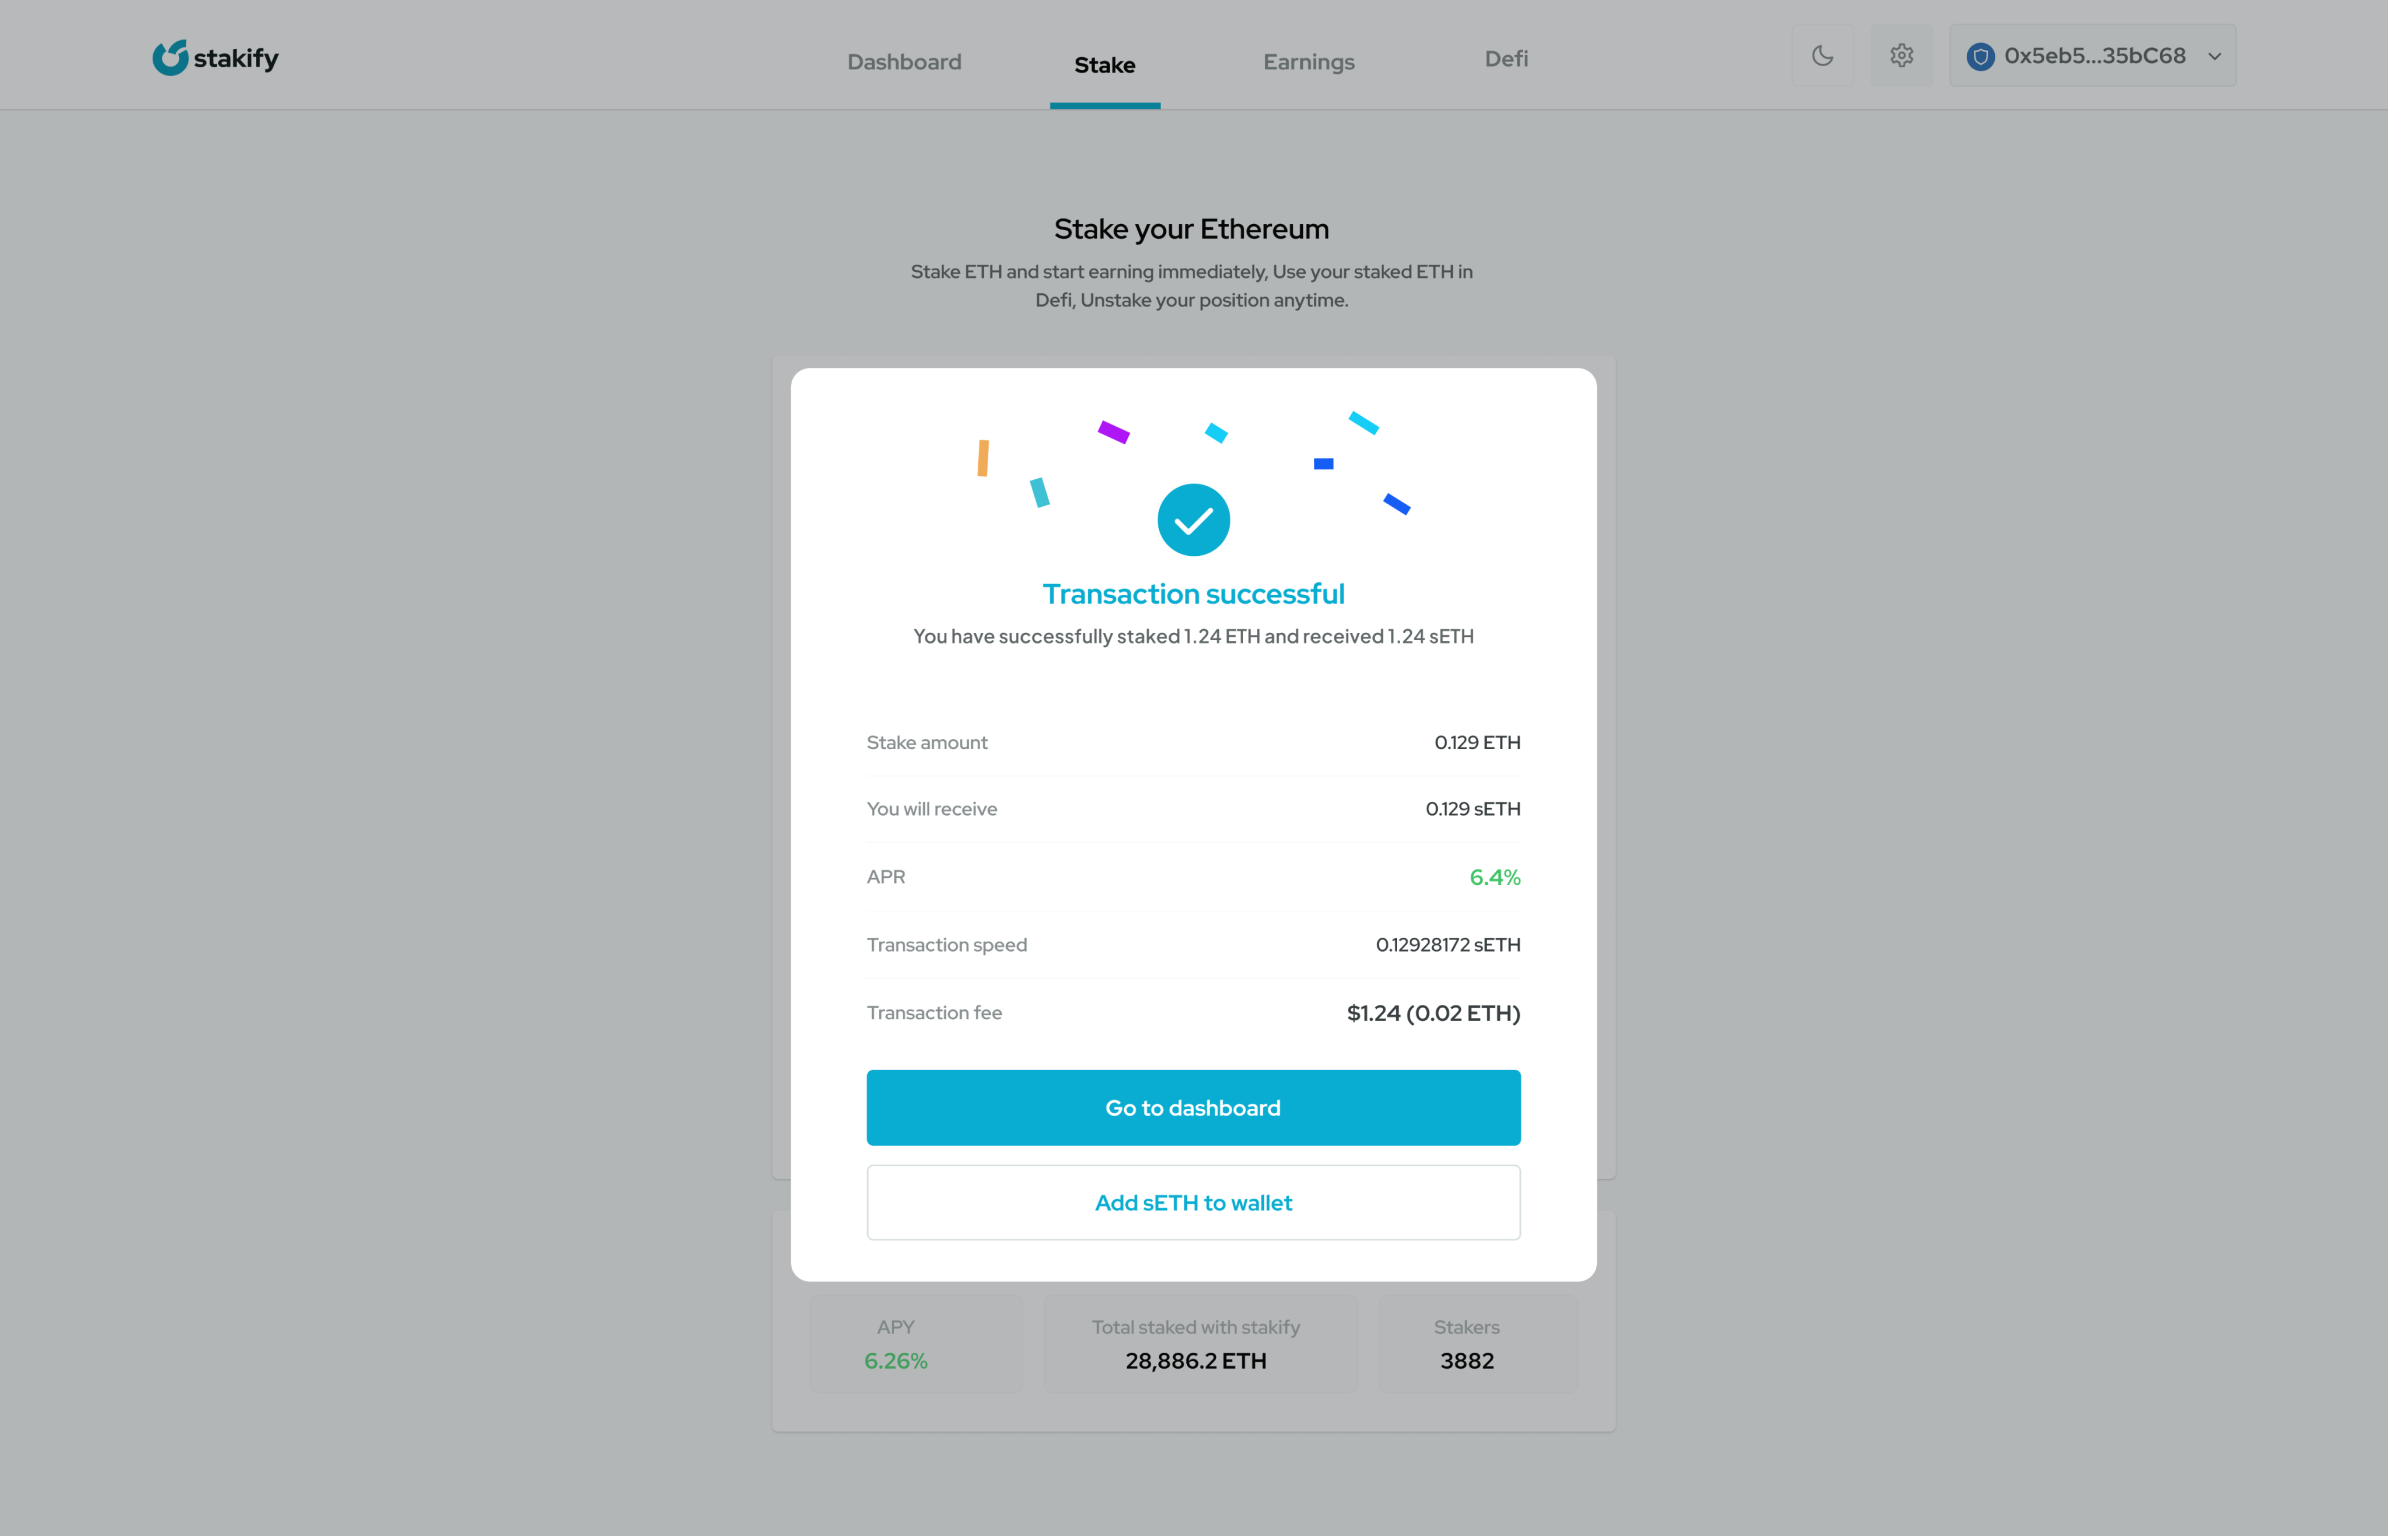 stakify
Dashboard
Stake
Earnings
Defi
0x5eb5...35bC68
Stake your Ethereum
Stake ETH and start earning immediately, Use your staked ETH in
Defi, Unstake your position anytime.
Transaction successful
You have successfully staked 1.24 ETH and received 1.24 sETH
Stake amount
0.129 ETH
You will receive
0.129 sETH
APR
6.4%
Transaction speed
0.12928172 sETH
Transaction fee
$1.24 (0.02 ETH)
Go to dashboard
Add sETH to wallet
APY
6.26%
Total staked with stakify
28,886.2 ETH
Stakers
3882